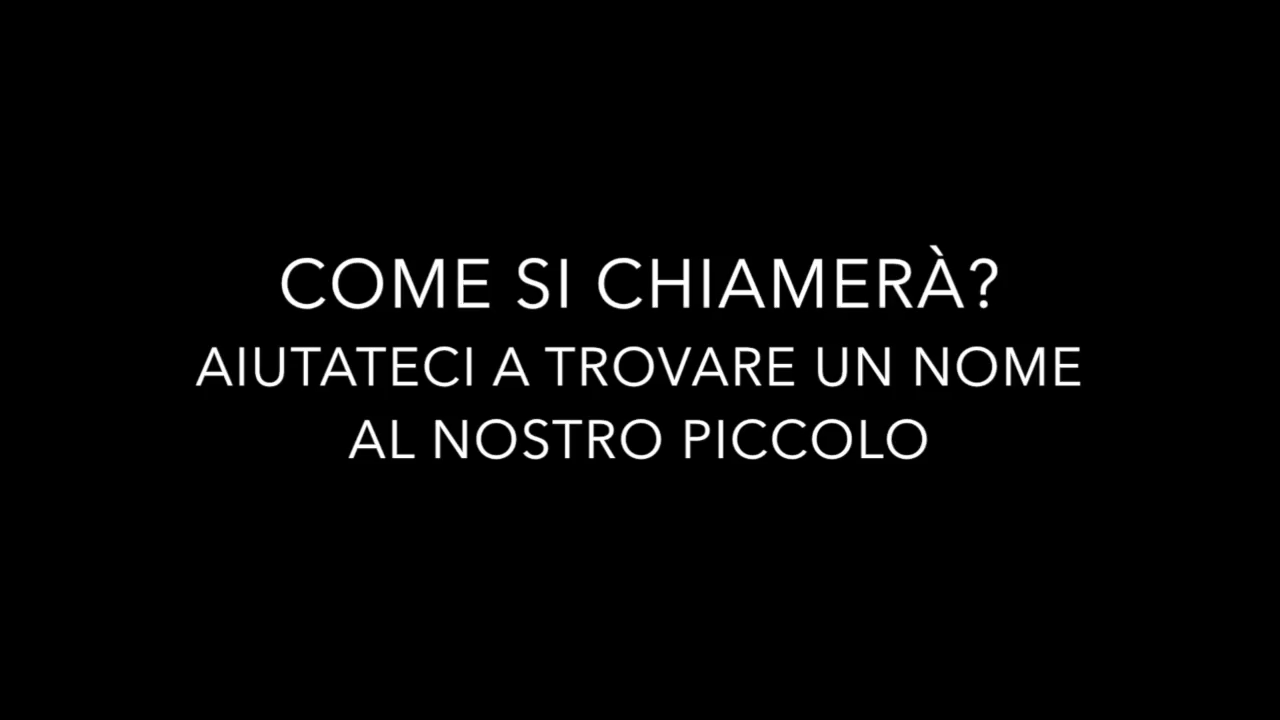 COME SI CHIAMERÀ?
AIUTATECI A TROVARE UN NOME
AL NOSTRO PICCOLO